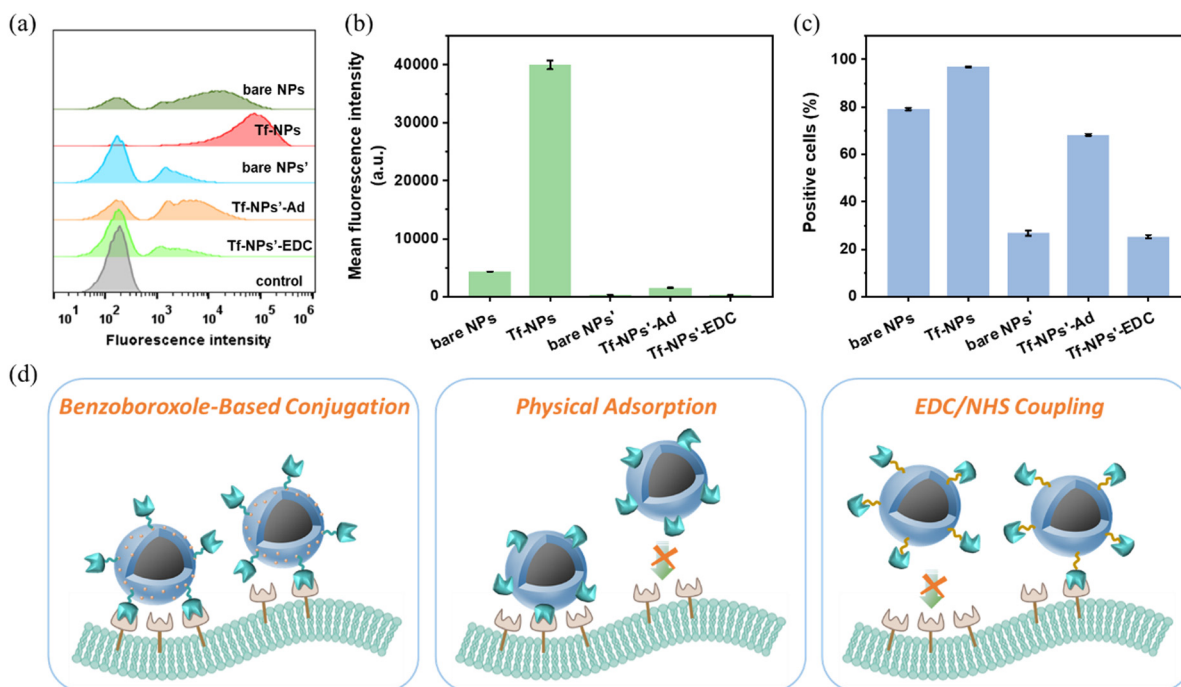 (a)
bare NPs
Tf-NPs
bare NPs'
Tf-NPs'-Ad
Tf-NPs'-EDC
control
10¹ 10² 10³ 10⁴ 10⁵ 10⁶
Fluorescence intensity
(b)
Mean fluorescence intensity
(a.u.)
40000
30000
20000
10000
0
bare NPs
Tf-NPs
bare NPs'
Tf-NPs'-Ad
Tf-NPs'-EDC
(c)
Positive cells (%)
100
80
60
40
20
0
bare NPs
Tf-NPs
bare NPs'
Tf-NPs'-Ad
Tf-NPs'-EDC
(d)
Benzoboroxole-Based Conjugation
Physical Adsorption
EDC/NHS Coupling